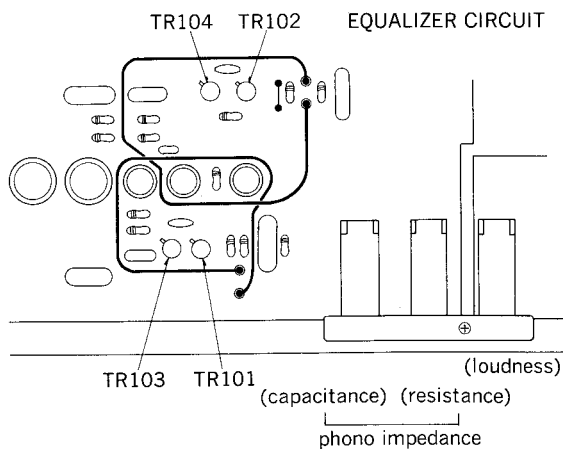 TR104 TR102 EQUALIZER CIRCUIT
TR103 TR101
(loudness)
(capacitance) (resistance)
phono impedance